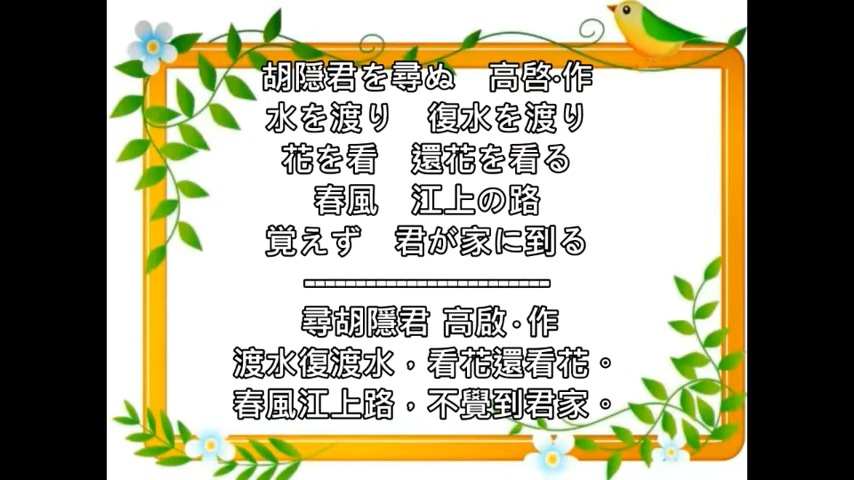 胡隠君を尋ぬ　高啓·作
水を渡り　復水を渡り
花を看　還花を看る
春風　江上の路
覚えず　君が家に到る
尋胡隱君 高啟·作
渡水復渡水，看花還看花。
春風江上路，不覺到君家。